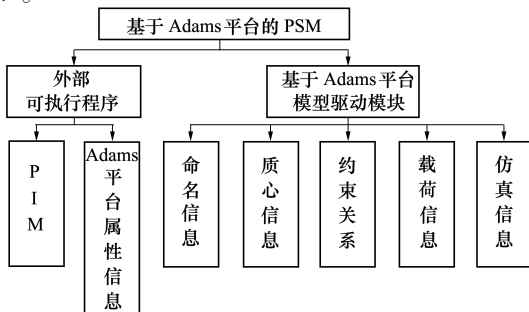 基于 Adams 平台的 PSM
外部
可执行程序
基于 Adams 平台
模型驱动模块
PIM
Adams
平台属性信息
命名信息
质心信息
约束关系
载荷信息
仿真信息